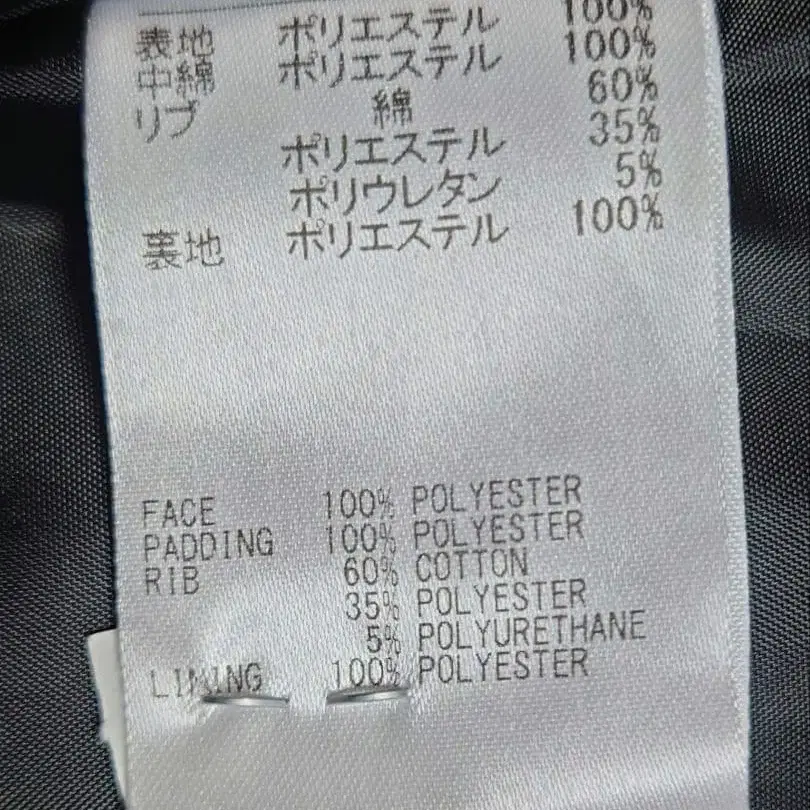 表地 ポリエステル 100%
中綿 ポリエステル 100%
リブ 綿 60%
ポリエステル 35%
ポリウレタン 5%
裏地 ポリエステル 100%
FACE 100% POLYESTER
PADDING 100% POLYESTER
RIB 60% COTTON
35% POLYESTER
5% POLYURETHANE
LINING 100% POLYESTER